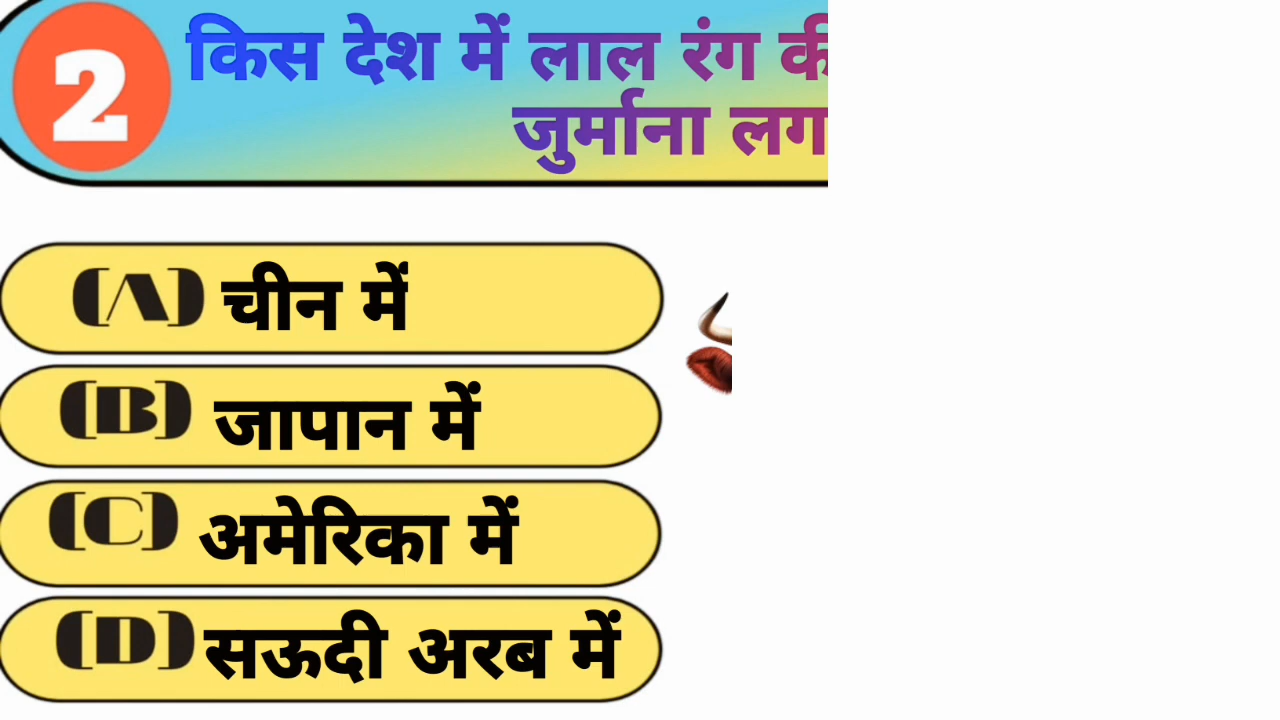 2 किस देश में लाल रंग की
जुर्माना लग
(A) चीन में
(B) जापान में
(C) अमेरिका में
(D) सऊदी अरब में